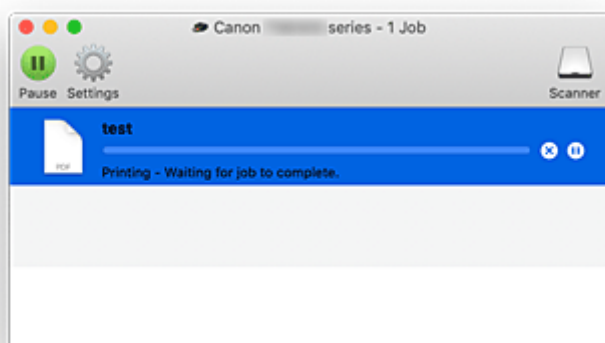 Canon series - 1 Job
Pause Settings Scanner
test
PDF
Printing - Waiting for job to complete.